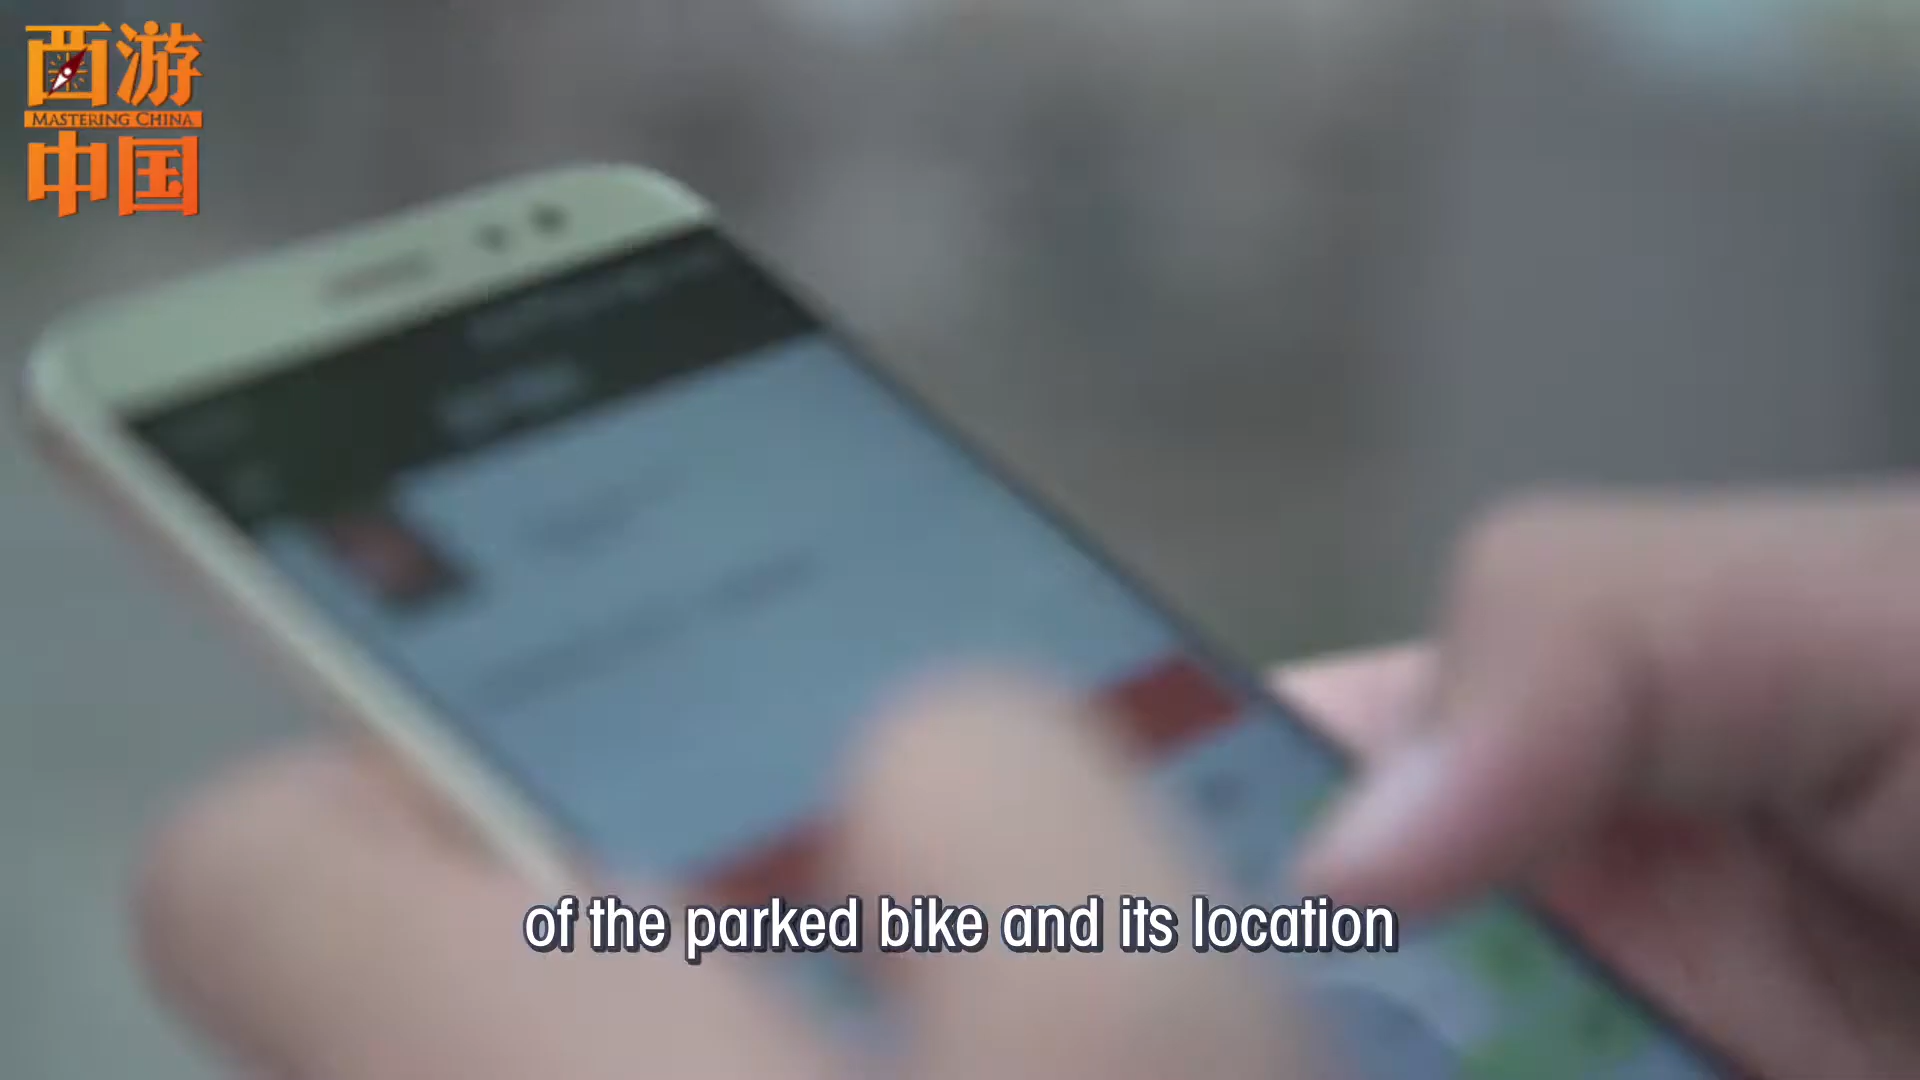 西游
MASTERING CHINA
中国
of the parked bike and its location